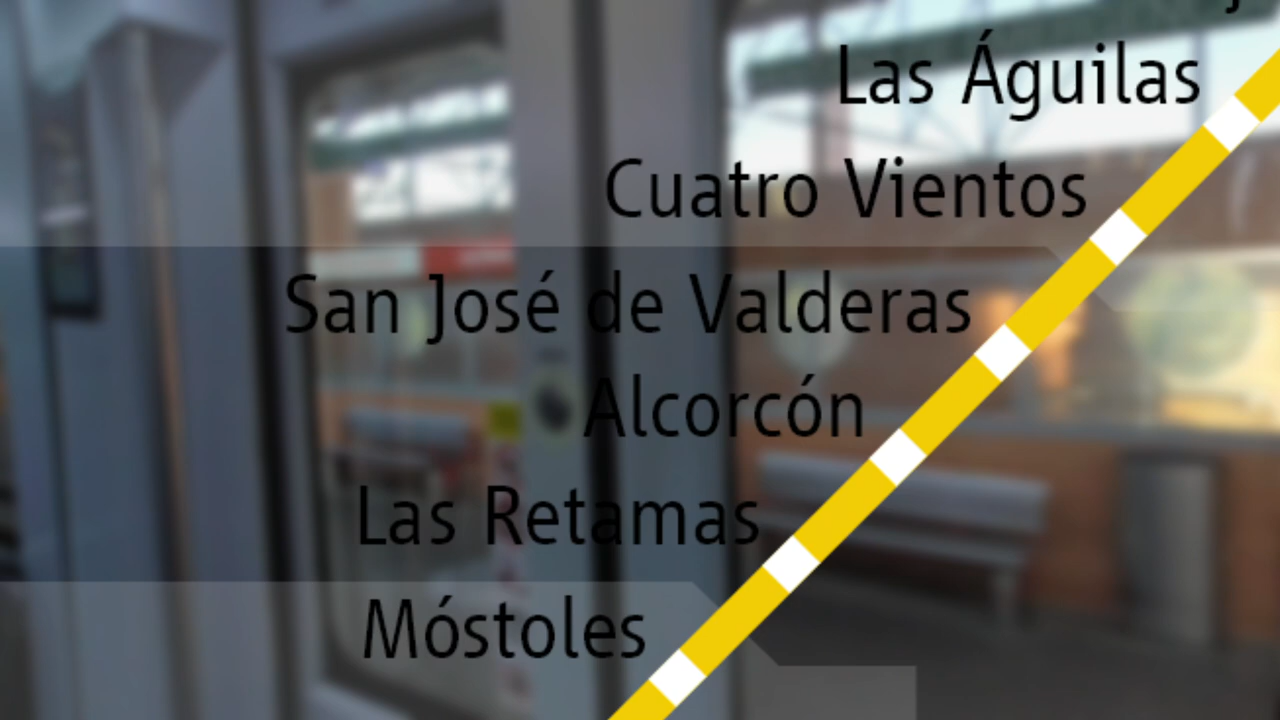 Las Águilas
Cuatro Vientos
San José de Valderas
Alcorcón
Las Retamas
Móstoles